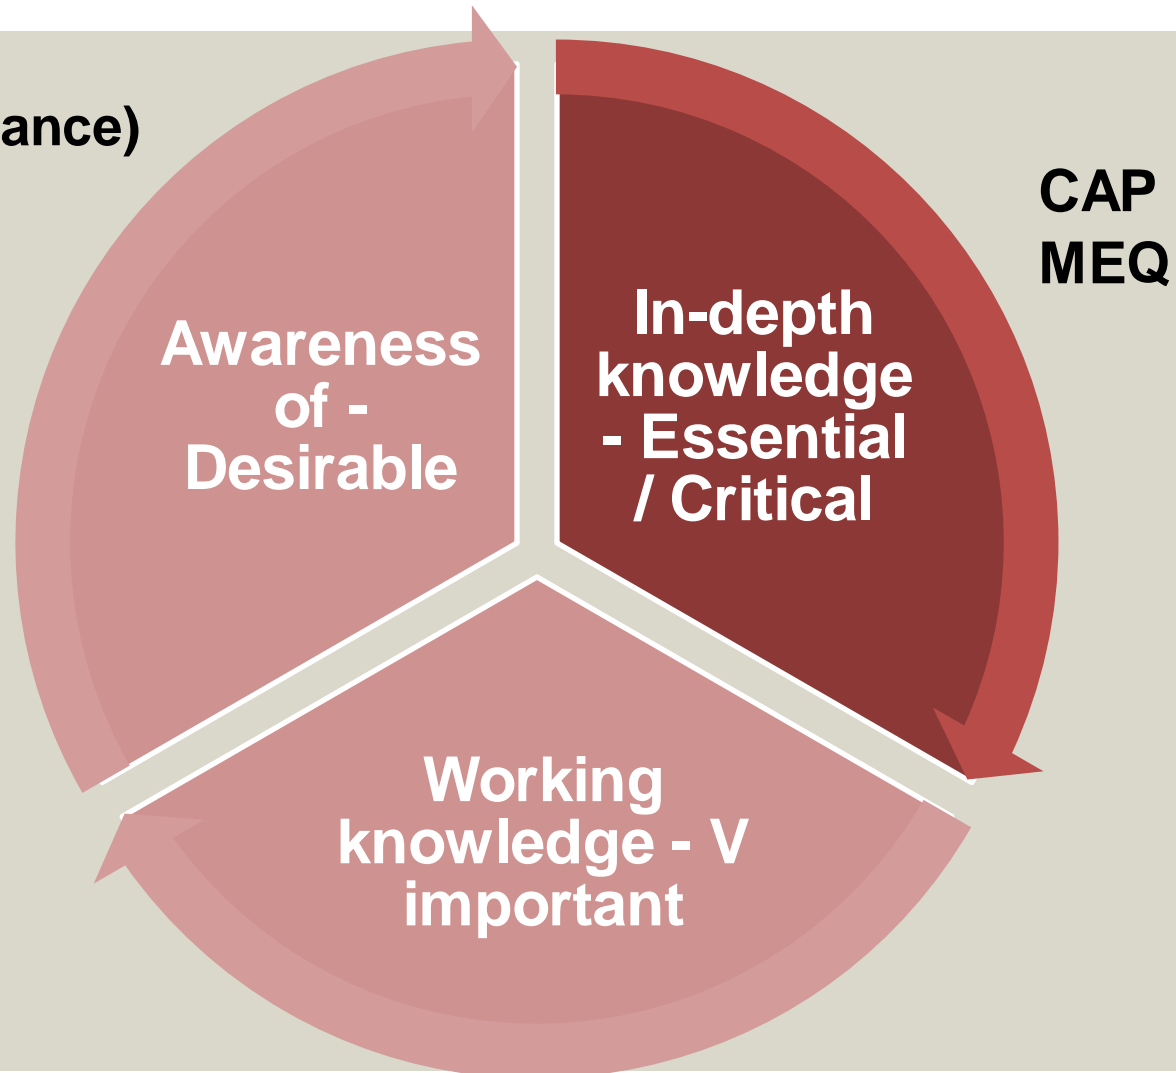 ance)
CAP
MEQ
Awareness
of -
Desirable
In-depth
knowledge
- Essential
/ Critical
Working
knowledge - V
important